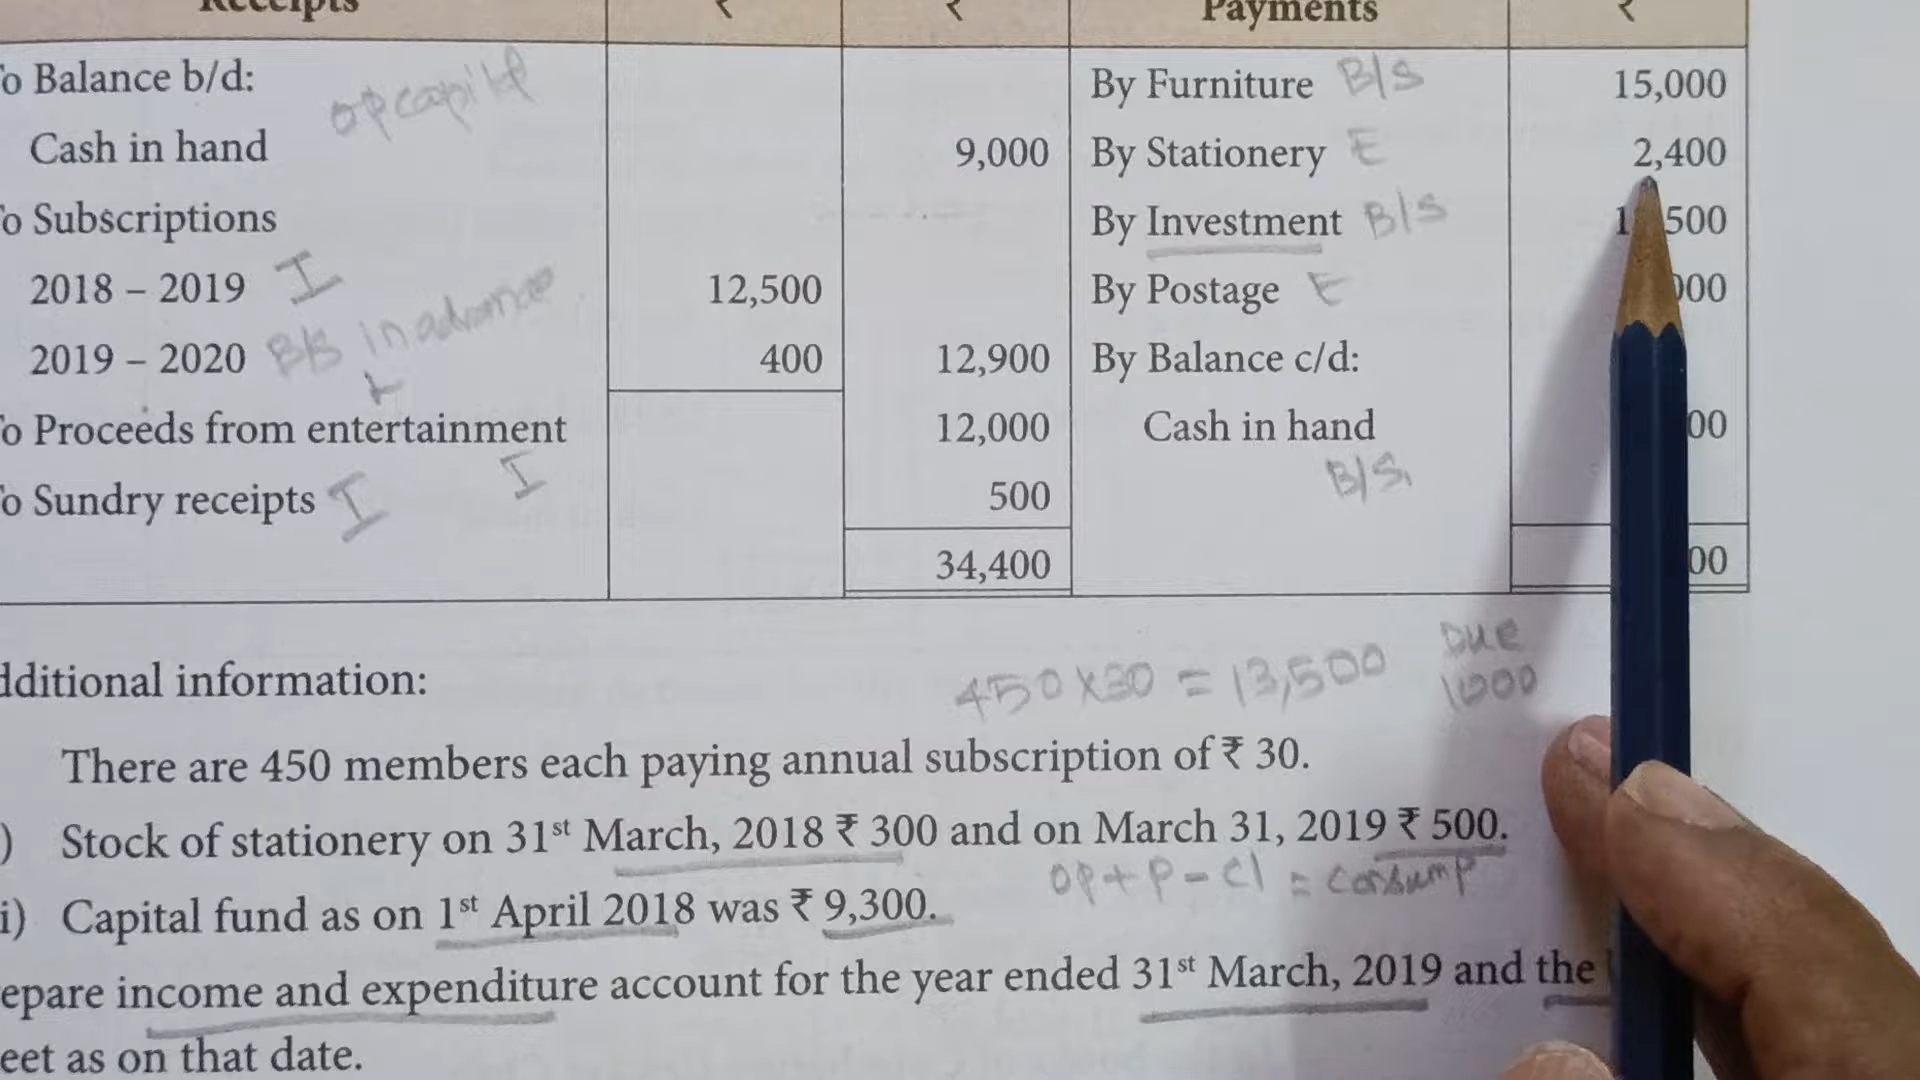 Receipts ₹ ₹ Payments ₹
o Balance b/d: By Furniture B/S 15,000
op capital
Cash in hand 9,000 By Stationery E 2,400
o Subscriptions By Investment B/S 500
2018 – 2019 I 12,500 By Postage E 000
2019 – 2020 B/S in advance 400 12,900 By Balance c/d:
o Proceeds from entertainment I 12,000 Cash in hand 00
B/S
o Sundry receipts I 500
34,400 00
dditional information:
450 x 30 = 13,500 Due 1000
There are 450 members each paying annual subscription of ₹ 30.
) Stock of stationery on 31st March, 2018 ₹ 300 and on March 31, 2019 ₹ 500.
op + p - cl = consump
i) Capital fund as on 1st April 2018 was ₹ 9,300.
epare income and expenditure account for the year ended 31st March, 2019 and the
eet as on that date.